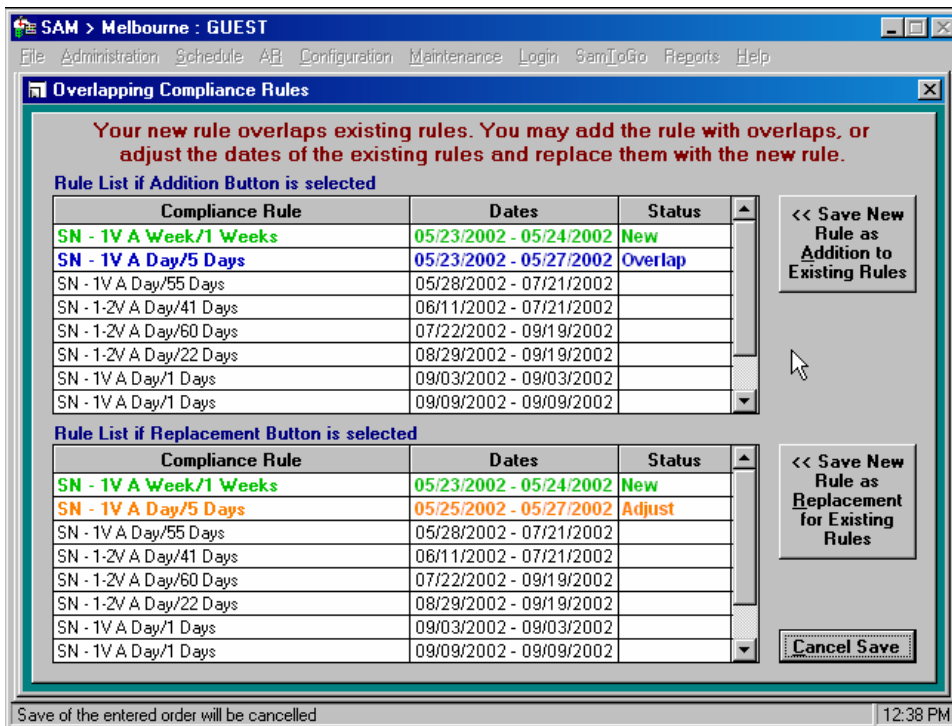 SAM > Melbourne : GUEST
File Administration Schedule AR Configuration Maintenance Login SamToGo Reports Help
Overlapping Compliance Rules
Your new rule overlaps existing rules. You may add the rule with overlaps, or
adjust the dates of the existing rules and replace them with the new rule.
Rule List if Addition Button is selected
Compliance Rule Dates Status
SN - 1V A Week/1 Weeks 05/23/2002 - 05/24/2002 New
SN - 1V A Day/5 Days 05/23/2002 - 05/27/2002 Overlap
SN - 1V A Day/55 Days 05/28/2002 - 07/21/2002
SN - 1-2V A Day/41 Days 06/11/2002 - 07/21/2002
SN - 1-2V A Day/60 Days 07/22/2002 - 09/19/2002
SN - 1-2V A Day/22 Days 08/29/2002 - 09/19/2002
SN - 1V A Day/1 Days 09/03/2002 - 09/03/2002
SN - 1V A Day/1 Days 09/09/2002 - 09/09/2002
<< Save New
Rule as
Addition to
Existing Rules
Rule List if Replacement Button is selected
Compliance Rule Dates Status
SN - 1V A Week/1 Weeks 05/23/2002 - 05/24/2002 New
SN - 1V A Day/5 Days 05/25/2002 - 05/27/2002 Adjust
SN - 1V A Day/55 Days 05/28/2002 - 07/21/2002
SN - 1-2V A Day/41 Days 06/11/2002 - 07/21/2002
SN - 1-2V A Day/60 Days 07/22/2002 - 09/19/2002
SN - 1-2V A Day/22 Days 08/29/2002 - 09/19/2002
SN - 1V A Day/1 Days 09/03/2002 - 09/03/2002
SN - 1V A Day/1 Days 09/09/2002 - 09/09/2002
<< Save New
Rule as
Replacement
for Existing
Rules
Cancel Save
Save of the entered order will be cancelled 12:38 PM